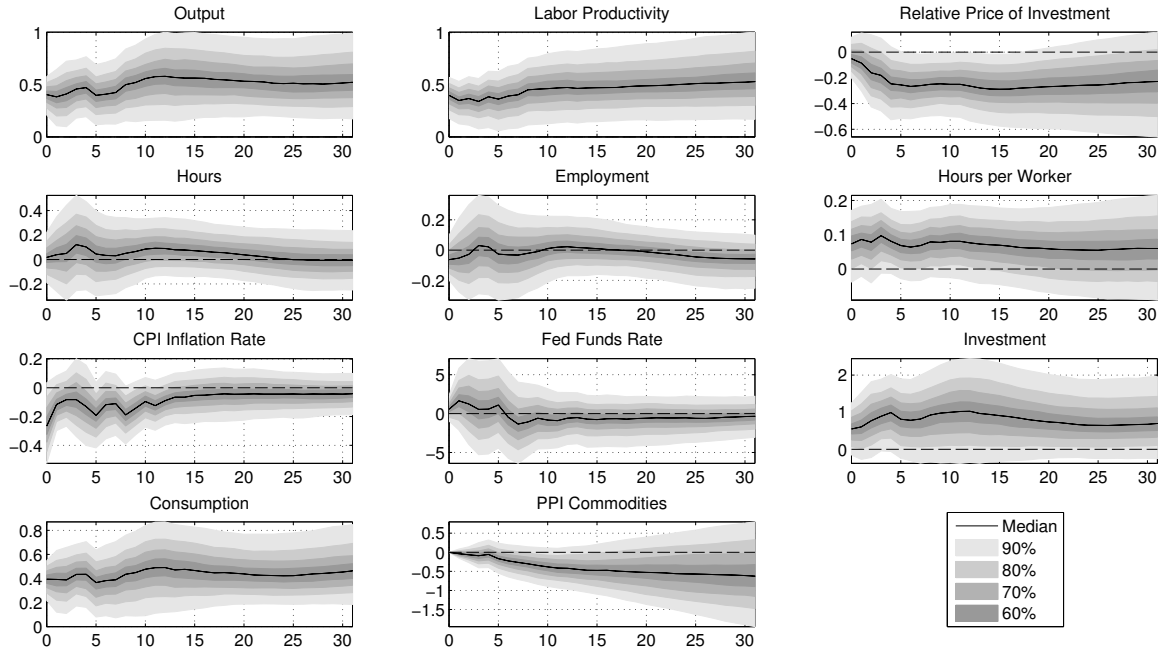 Output
1
0.5
0
0 5 10 15 20 25 30
Labor Productivity
1
0.5
0
0 5 10 15 20 25 30
Relative Price of Investment
0
−0.2
−0.4
−0.6
0 5 10 15 20 25 30
Hours
0.4
0.2
0
−0.2
0 5 10 15 20 25 30
Employment
0.2
0
−0.2
0 5 10 15 20 25 30
Hours per Worker
0.2
0.1
0
0 5 10 15 20 25 30
CPI Inflation Rate
0.2
0
−0.2
−0.4
0 5 10 15 20 25 30
Fed Funds Rate
5
0
−5
0 5 10 15 20 25 30
Investment
2
1
0
0 5 10 15 20 25 30
Consumption
0.8
0.6
0.4
0.2
0
0 5 10 15 20 25 30
PPI Commodities
0.5
0
−0.5
−1
−1.5
0 5 10 15 20 25 30
Median
90%
80%
70%
60%